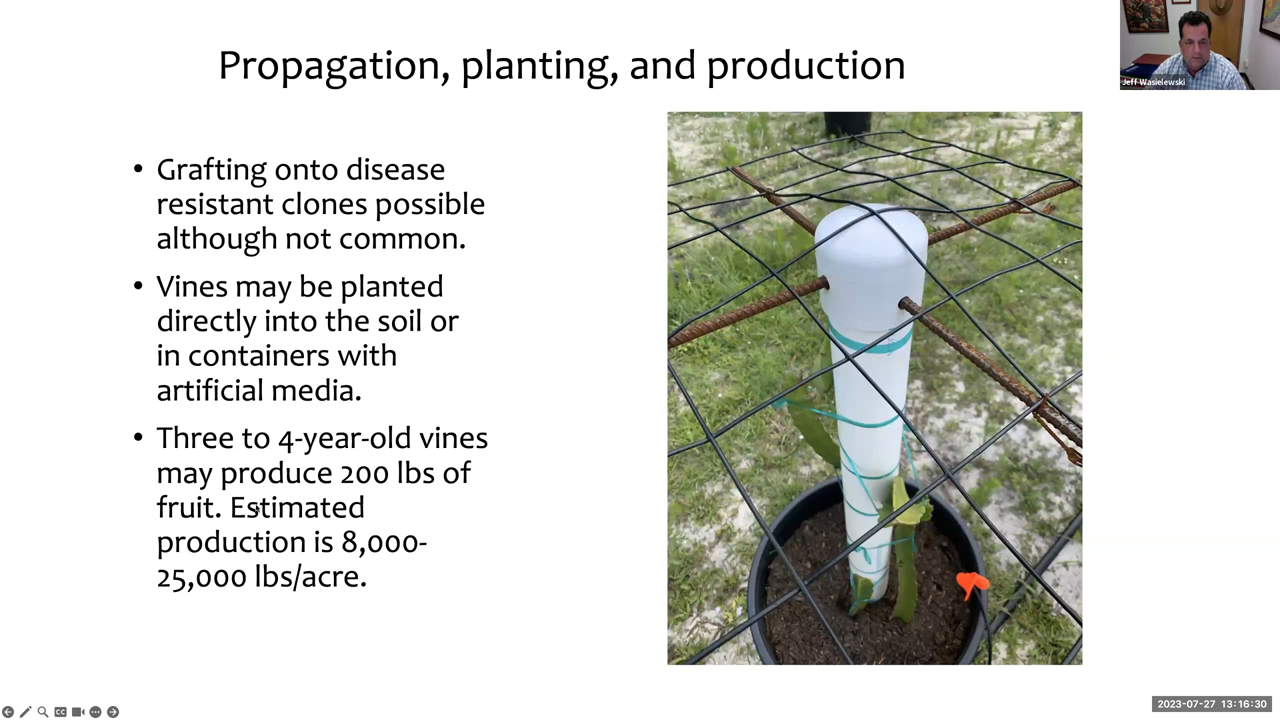 Propagation, planting, and production
Jeff Wasielewski
• Grafting onto disease
resistant clones possible
although not common.
• Vines may be planted
directly into the soil or
in containers with
artificial media.
• Three to 4-year-old vines
may produce 200 lbs of
fruit. Estimated
production is 8,000-
25,000 lbs/acre.
CC
2023-07-27 13:16:30